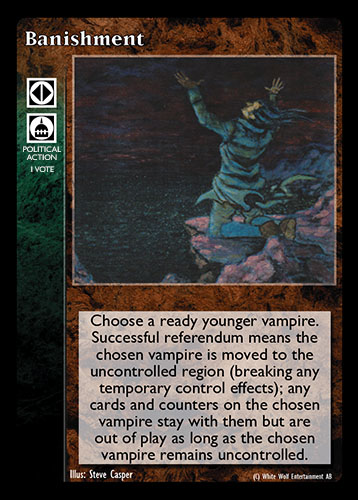 Banishment
POLITICAL
ACTION
1 VOTE
Choose a ready younger vampire.
Successful referendum means the
chosen vampire is moved to the
uncontrolled region (breaking any
temporary control effects); any
cards and counters on the chosen
vampire stay with them but are
out of play as long as the chosen
vampire remains uncontrolled.
Illus: Steve Casper
(C) White Wolf Entertainment AB